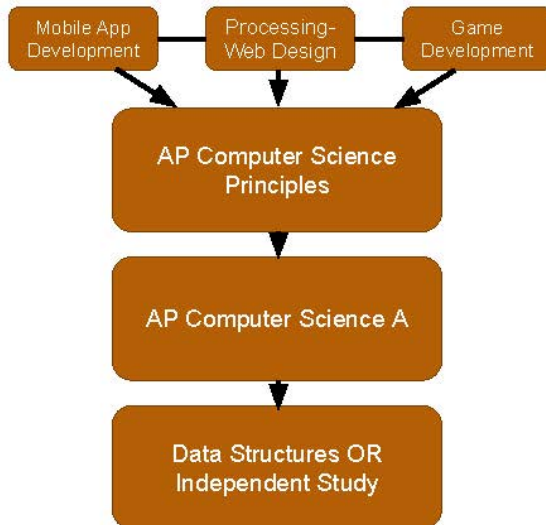 Mobile App
Development
Processing-
Web Design
Game
Development
AP Computer Science
Principles
AP Computer Science A
Data Structures OR
Independent Study